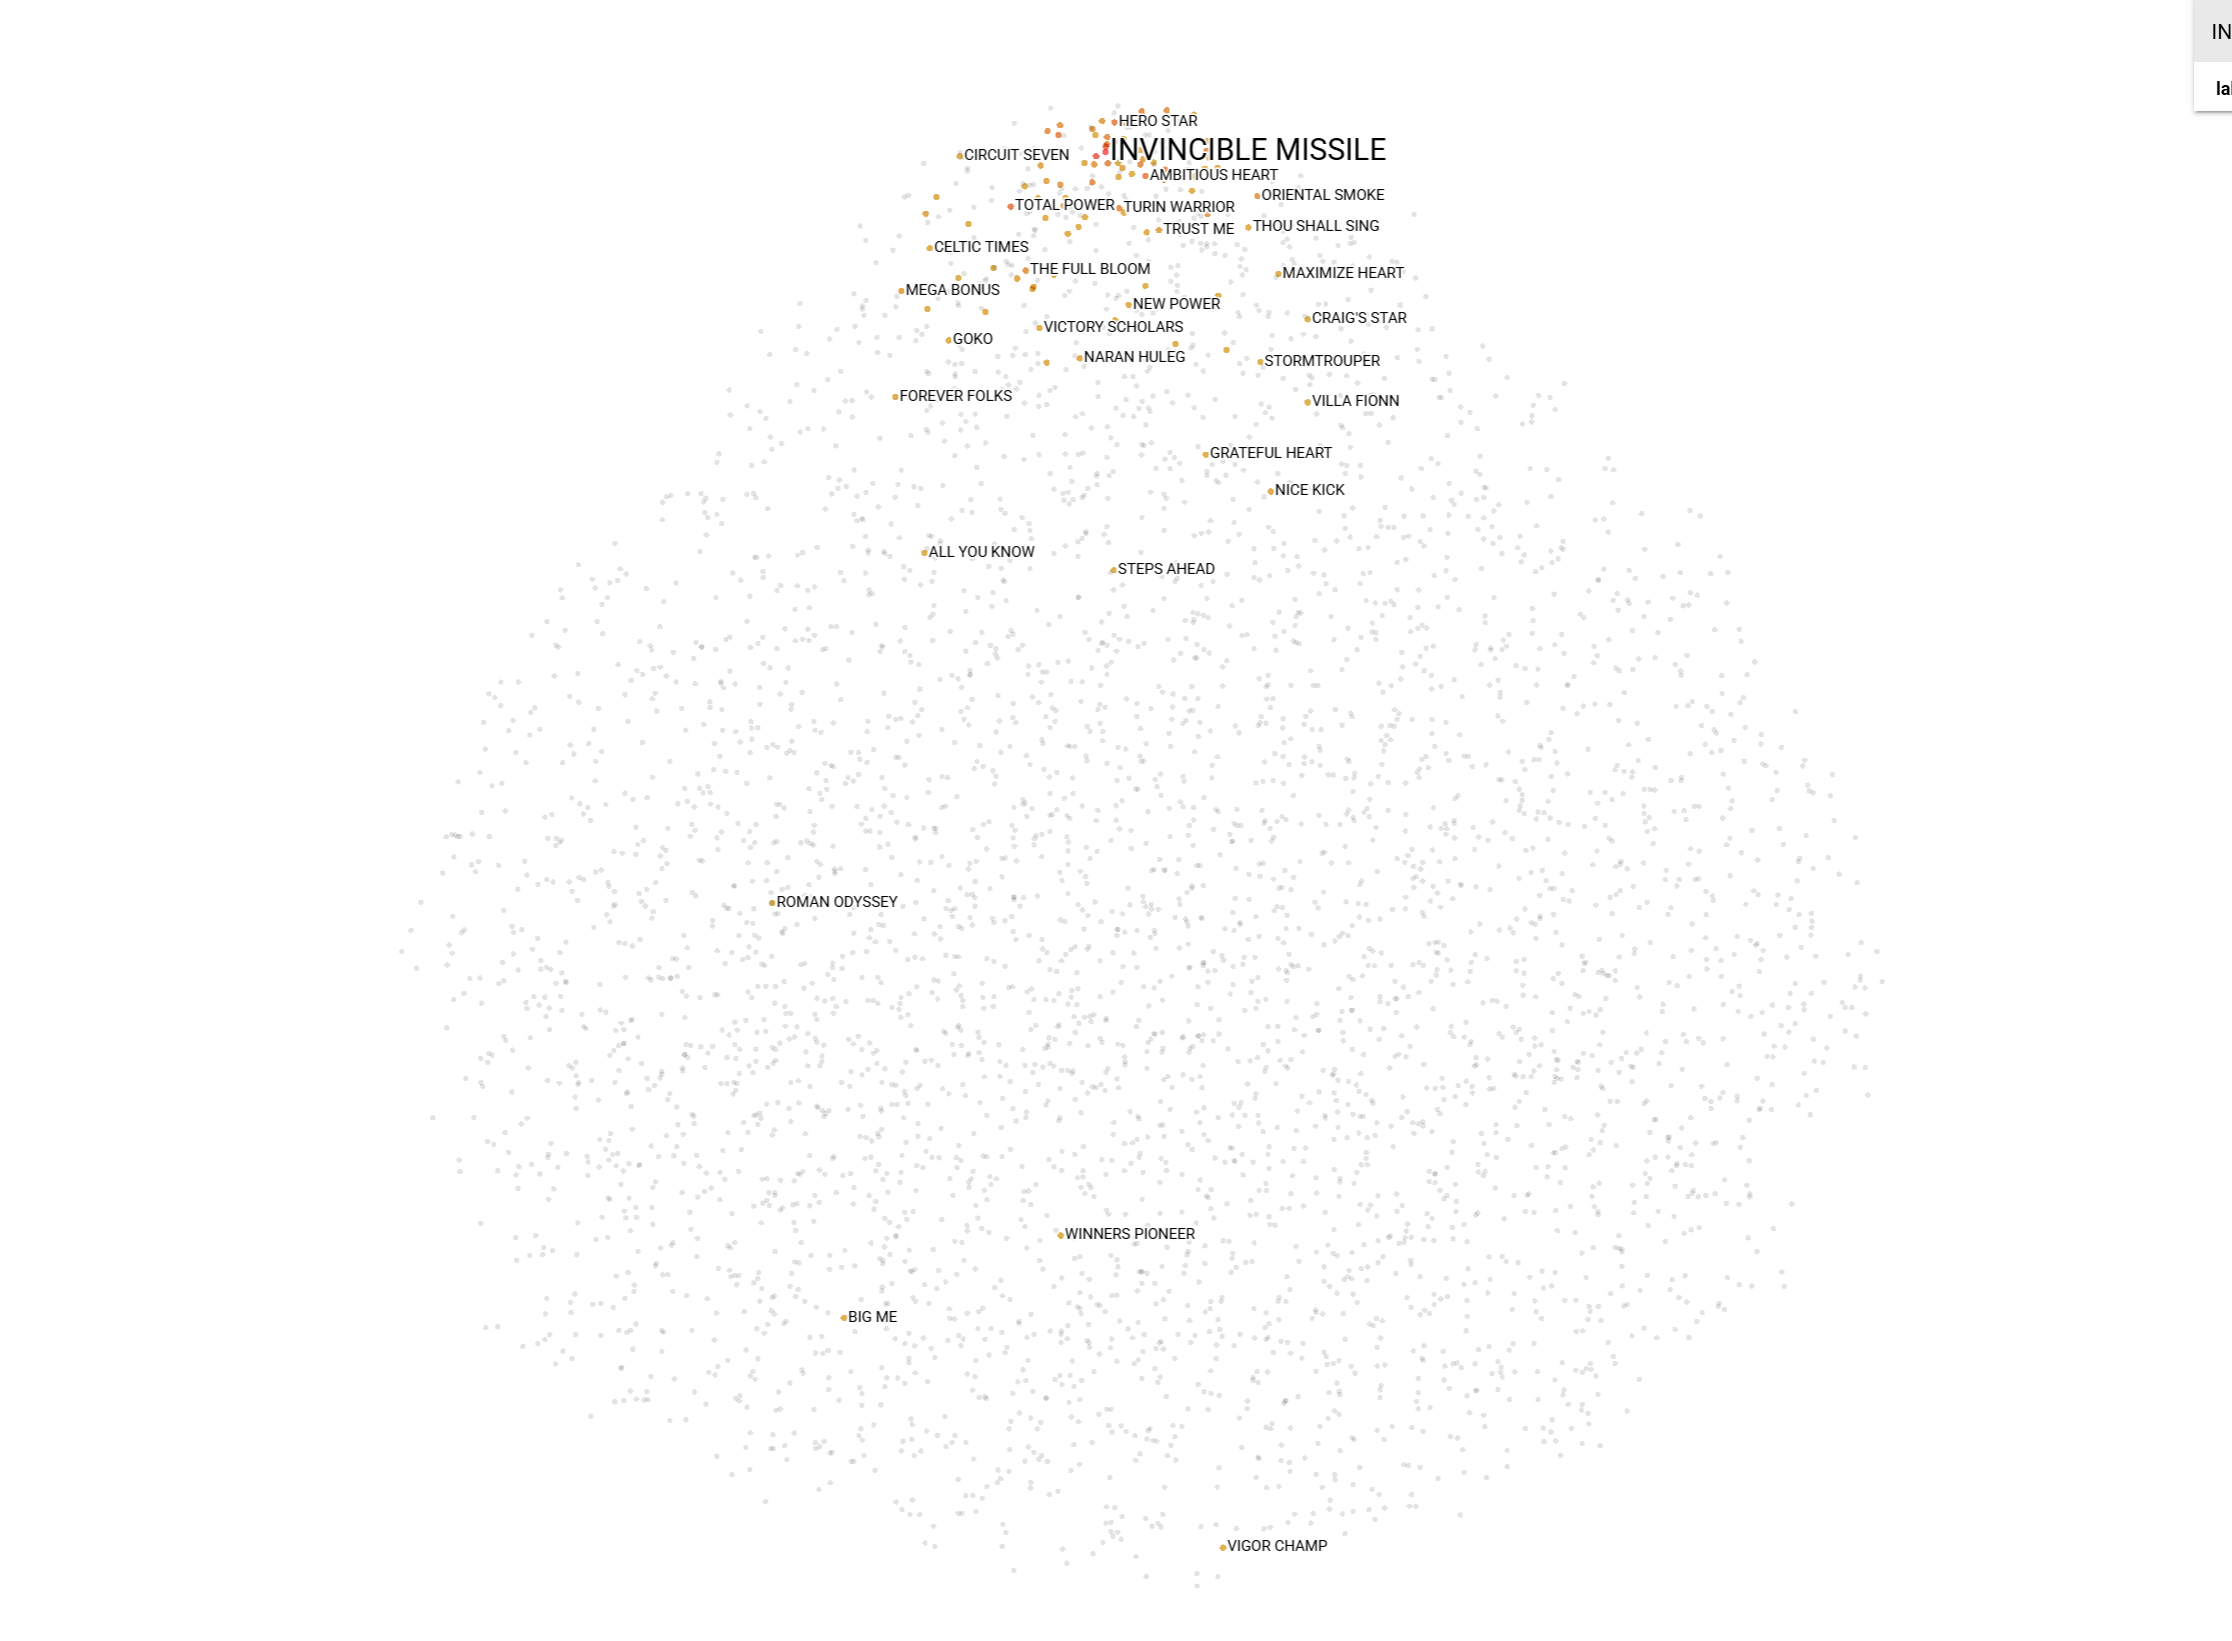 IN
lal
HERO STAR
INVINCIBLE MISSILE
CIRCUIT SEVEN
AMBITIOUS HEART
ORIENTAL SMOKE
TOTAL POWER
TURIN WARRIOR
THOU SHALL SING
TRUST ME
CELTIC TIMES
THE FULL BLOOM
MAXIMIZE HEART
MEGA BONUS
NEW POWER
CRAIG'S STAR
VICTORY SCHOLARS
GOKO
NARAN HULEG
STORMTROUPER
FOREVER FOLKS
VILLA FIONN
GRATEFUL HEART
NICE KICK
ALL YOU KNOW
STEPS AHEAD
ROMAN ODYSSEY
WINNERS PIONEER
BIG ME
VIGOR CHAMP